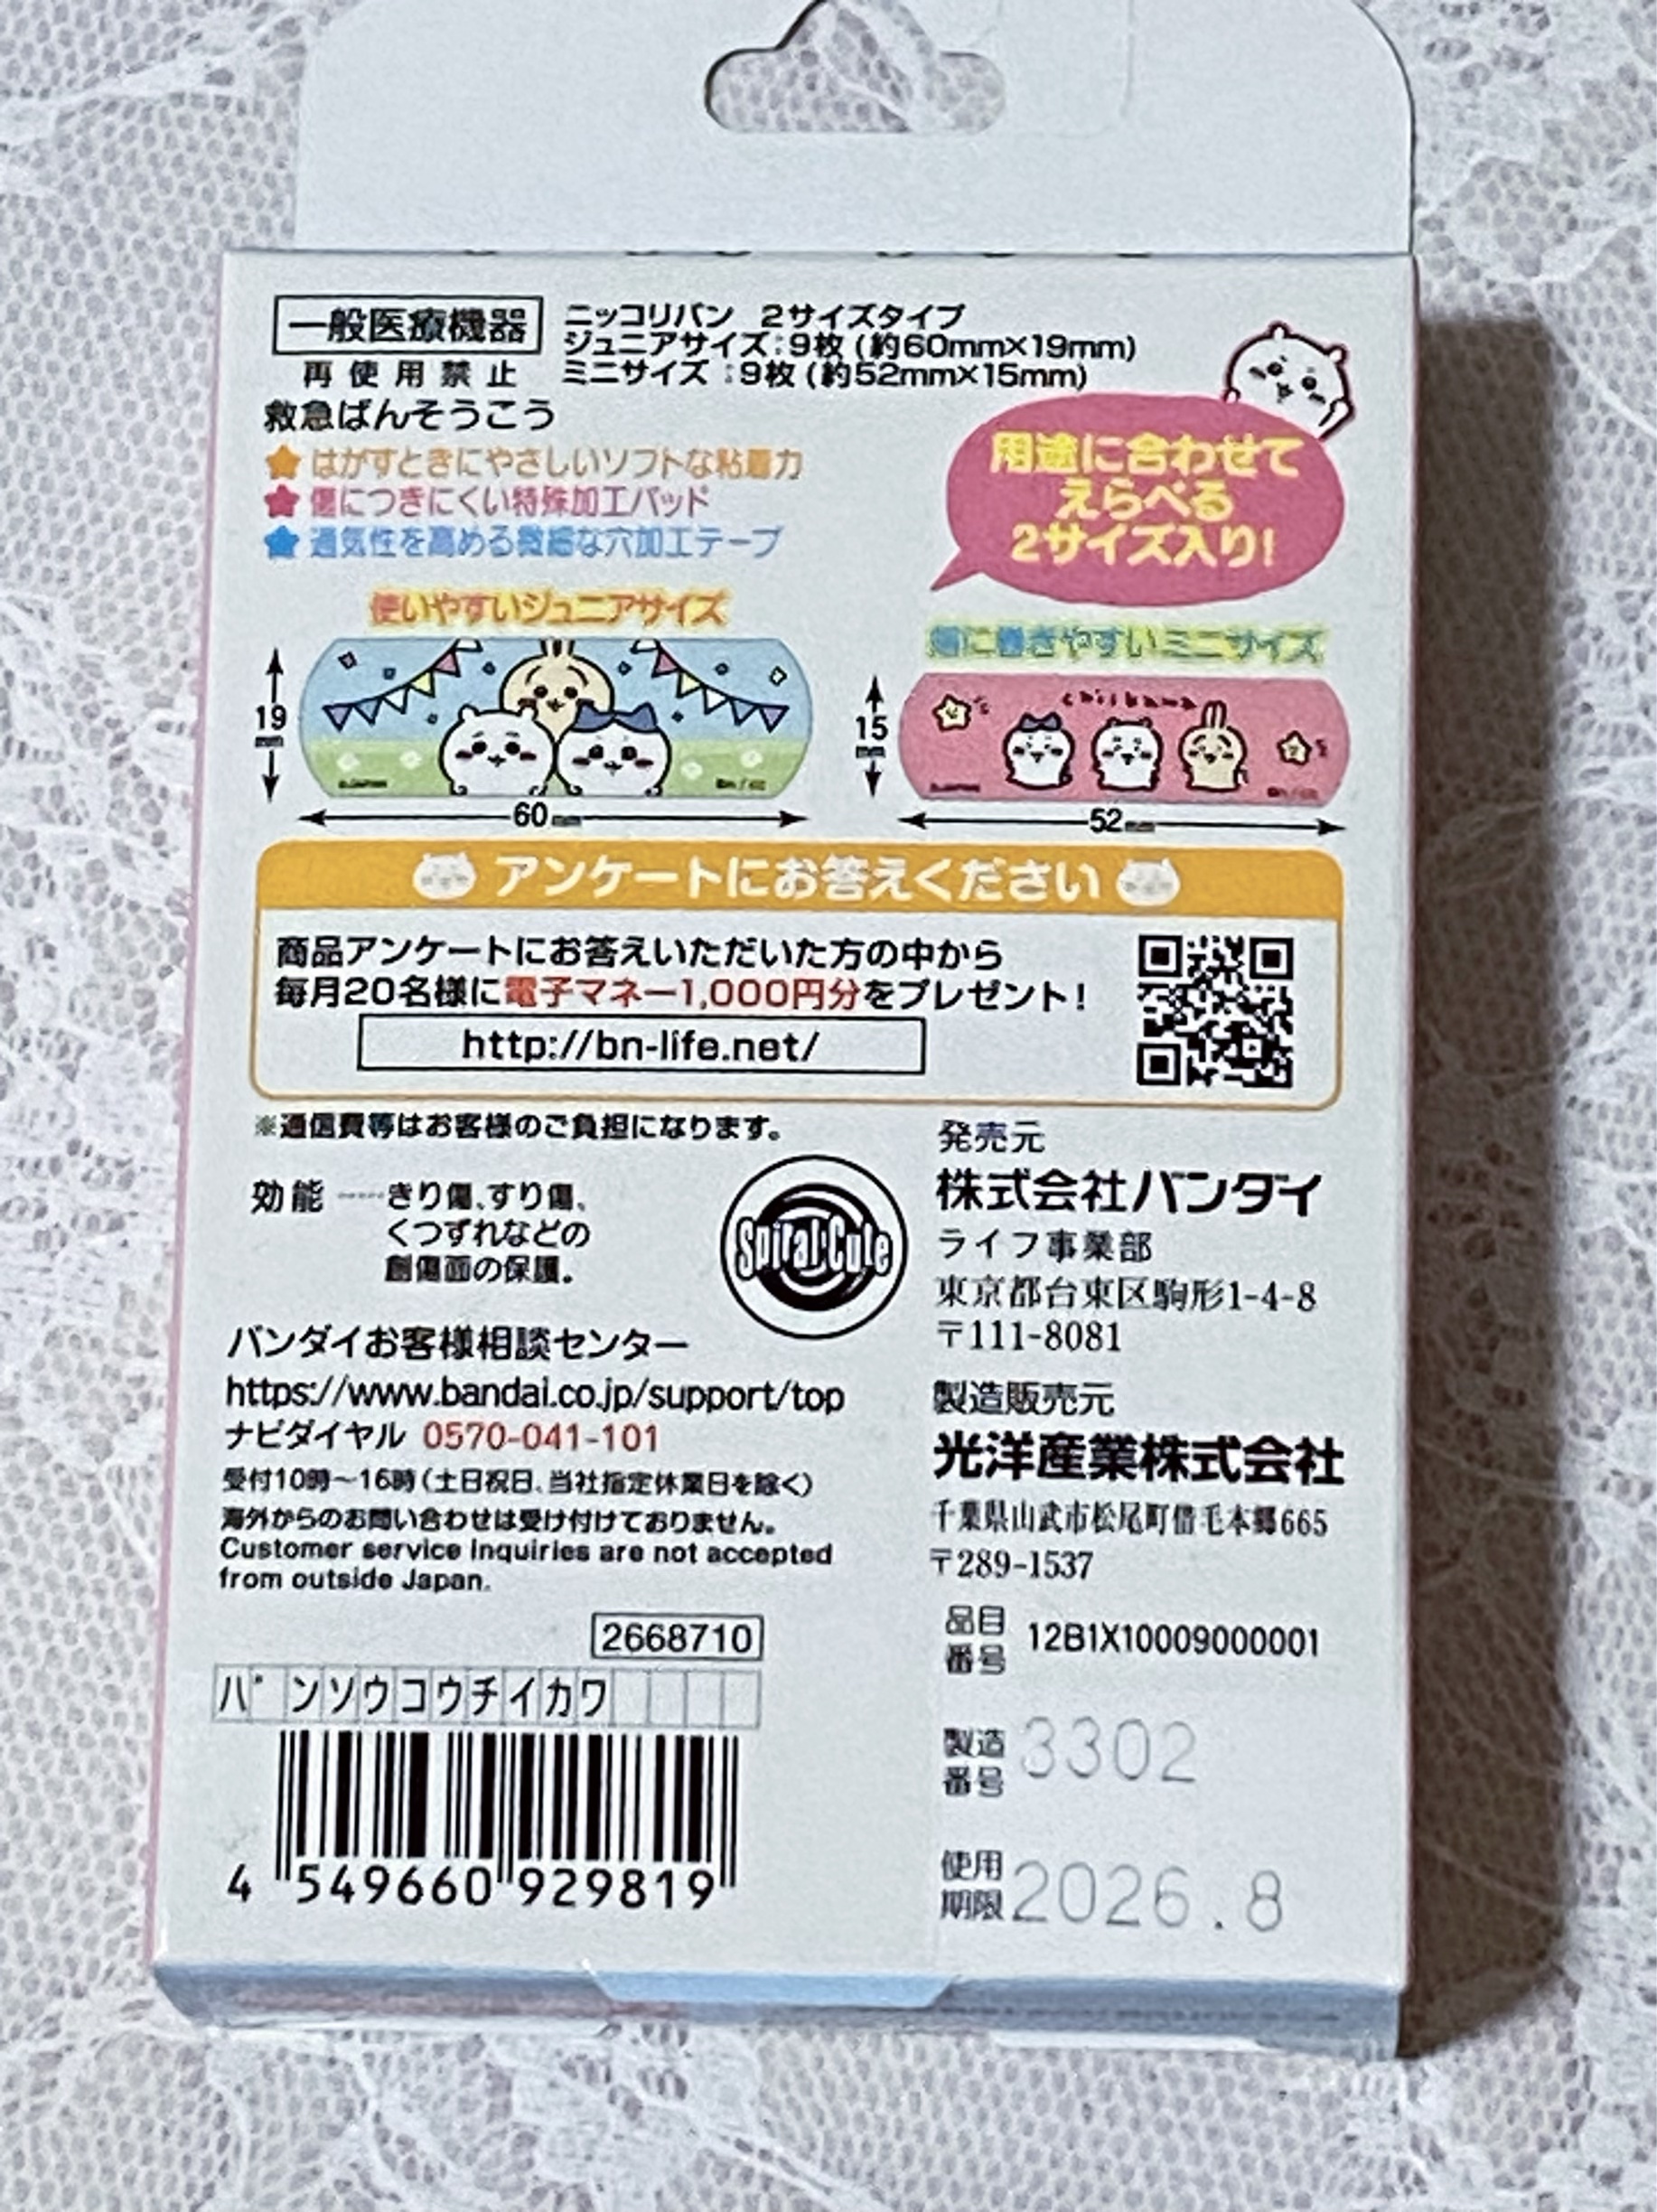 一般医療機器
再使用禁止
ニッコリバン 2サイズタイプ
ジュニアサイズ:9枚(約60mm×19mm)
ミニサイズ:9枚(約52mm×15mm)
救急ばんそうこう
はがすときにやさしいソフトな粘着力
傷につきにくい特殊加工パッド
通気性を高める微細な穴加工テープ
用途に合わせて
えらべる
2サイズ入り!
使いやすいジュニアサイズ
19
mm
60mm
指に巻きやすいミニサイズ
15
mm
52mm
アンケートにお答えください
商品アンケートにお答えいただいた方の中から
毎月20名様に電子マネー1,000円分をプレゼント!
http://bn-life.net/
※通信費等はお客様のご負担になります。
効能……きり傷、すり傷、
くつずれなどの
創傷面の保護。
Spiral・Cute
バンダイお客様相談センター
https://www.bandai.co.jp/support/top
ナビダイヤル 0570-041-101
受付10時〜16時(土日祝日、当社指定休業日を除く)
海外からのお問い合わせは受け付けておりません。
Customer service inquiries are not accepted
from outside Japan.
2668710
バンソウコウチイカワ
4 549660 929819
発売元
株式会社バンダイ
ライフ事業部
東京都台東区駒形1-4-8
〒111-8081
製造販売元
光洋産業株式会社
千葉県山武市松尾町借毛本郷665
〒289-1537
品目
番号 12B1X10009000001
製造
番号 3302
使用
期限 2026.8